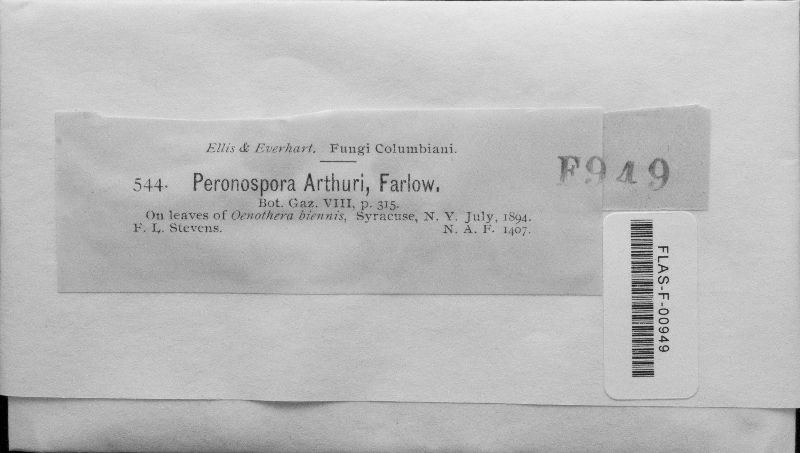 Ellis & Everhart. Fungi Columbiani.
544. Peronospora Arthuri, Farlow.
Bot. Gaz. VIII, p. 315.
On leaves of Oenothera biennis, Syracuse, N. Y. July, 1894.
F. L. Stevens. N. A. F. 1407.
F949
FLAS-F-00949